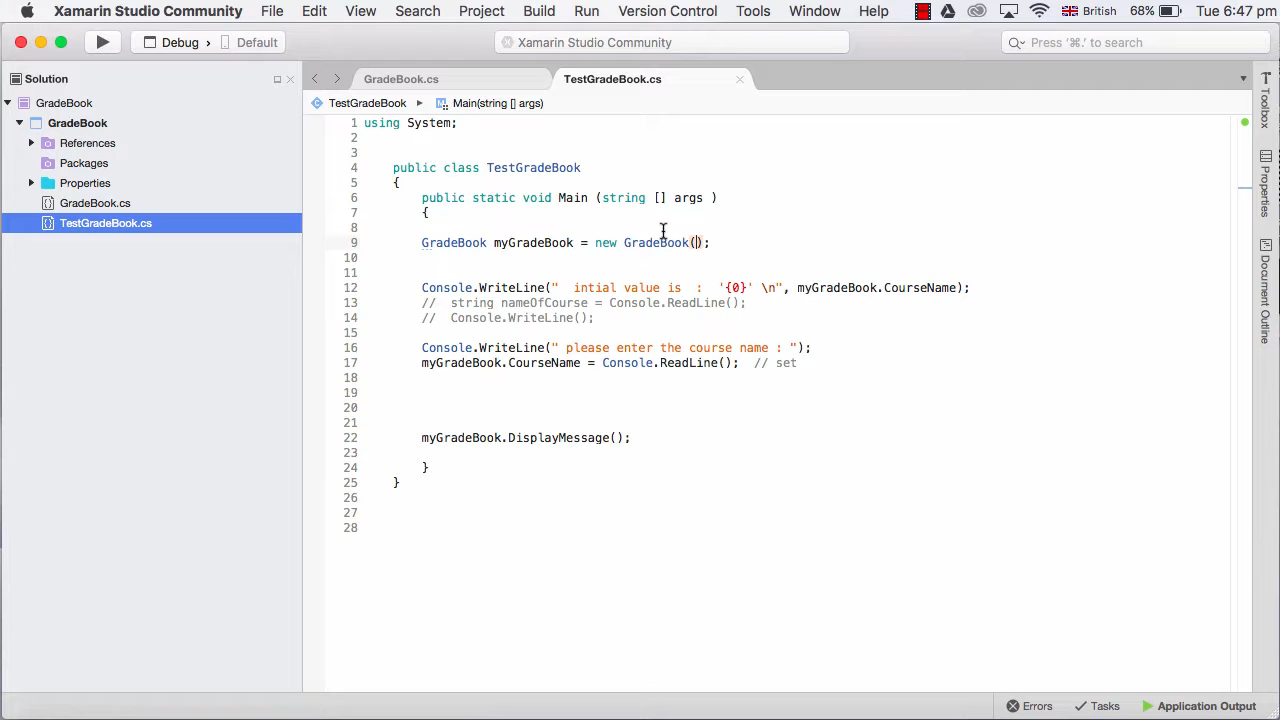 Xamarin Studio Community File Edit View Search Project Build Run Version Control Tools Window Help British 68% Tue 6:47 pm
Debug › Default Xamarin Studio Community Press '⌘.' to search
Solution
GradeBook.cs TestGradeBook.cs
GradeBook
GradeBook
References
Packages
Properties
GradeBook.cs
TestGradeBook.cs
TestGradeBook Main(string [] args)
1 using System;
2
3
4 public class TestGradeBook
5 {
6 public static void Main (string [] args )
7 {
8
9 GradeBook myGradeBook = new GradeBook();
10
11
12 Console.WriteLine("  intial value is  :  '{0}' \n", myGradeBook.CourseName);
13 //  string nameOfCourse = Console.ReadLine();
14 //  Console.WriteLine();
15
16 Console.WriteLine(" please enter the course name : ");
17 myGradeBook.CourseName = Console.ReadLine();  // set
18
19
20
21
22 myGradeBook.DisplayMessage();
23
24 }
25 }
26
27
28
Toolbox
Properties
Document Outline
Errors Tasks Application Output